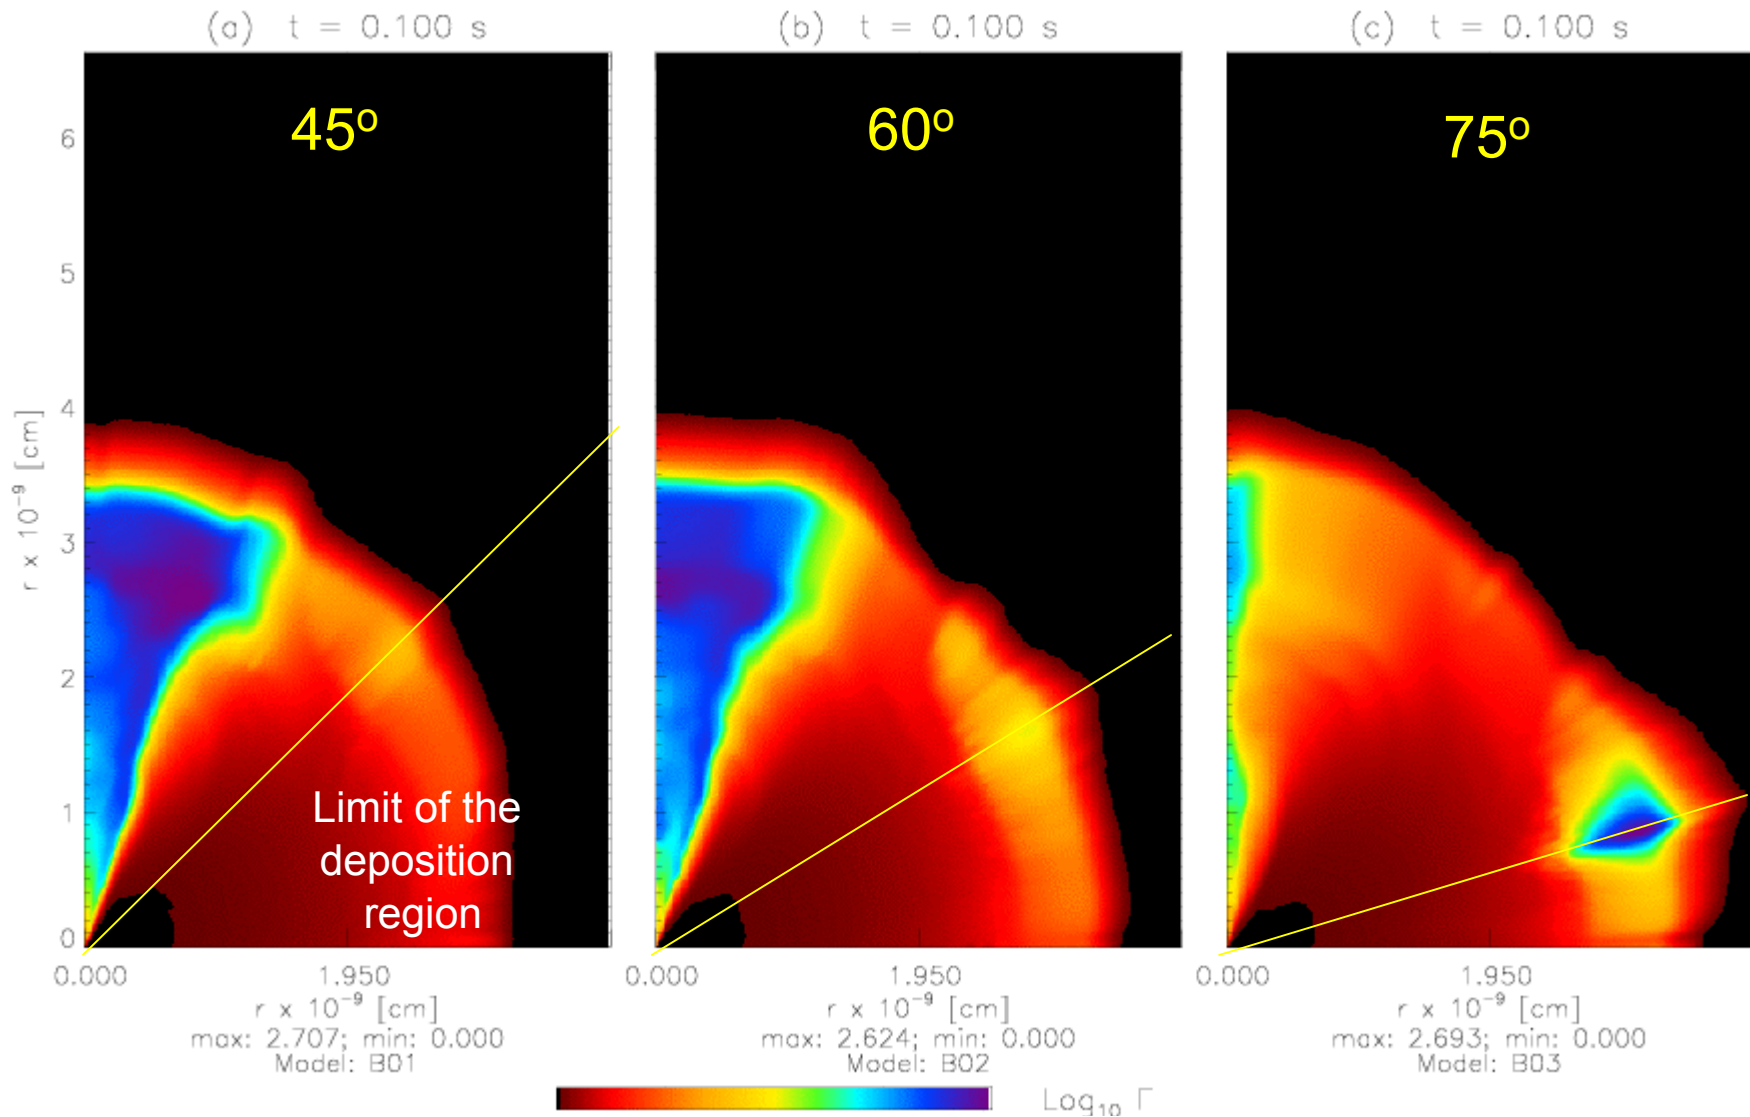 (a) t = 0.100 s
(b) t = 0.100 s
(c) t = 0.100 s
45º
60º
75º
6
5
4
3
2
1
0
r x 10⁻⁹ [cm]
Limit of the
deposition
region
0.000 1.950
r x 10⁻⁹ [cm]
max: 2.707; min: 0.000
Model: B01
0.000 1.950
r x 10⁻⁹ [cm]
max: 2.624; min: 0.000
Model: B02
0.000 1.950
r x 10⁻⁹ [cm]
max: 2.693; min: 0.000
Model: B03
Log₁₀ Γ